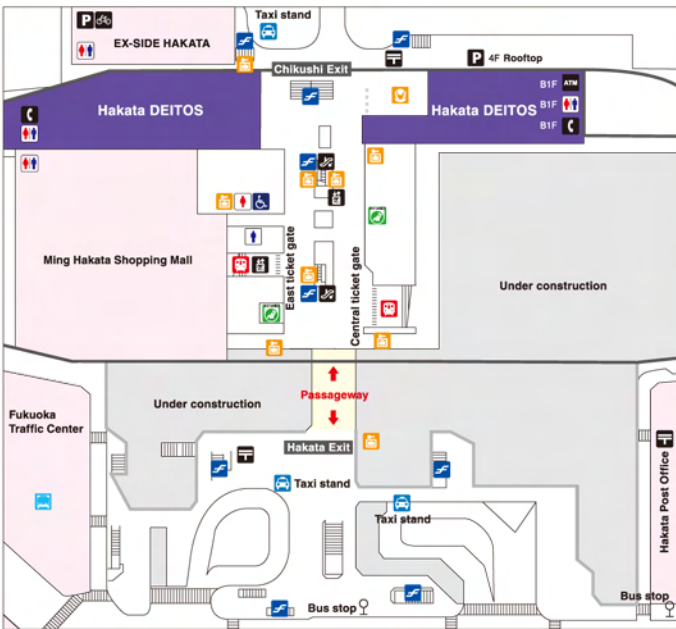 Taxi stand
P
EX-SIDE HAKATA
P 4F Rooftop
Chikushi Exit
Hakata DEITOS
Hakata DEITOS
B1F ATM
B1F
B1F
Ming Hakata Shopping Mall
East ticket gate
Central ticket gate
Under construction
Passageway
Under construction
Fukuoka
Traffic Center
Hakata Exit
Taxi stand
Taxi stand
Hakata Post Office
Bus stop
Bus stop